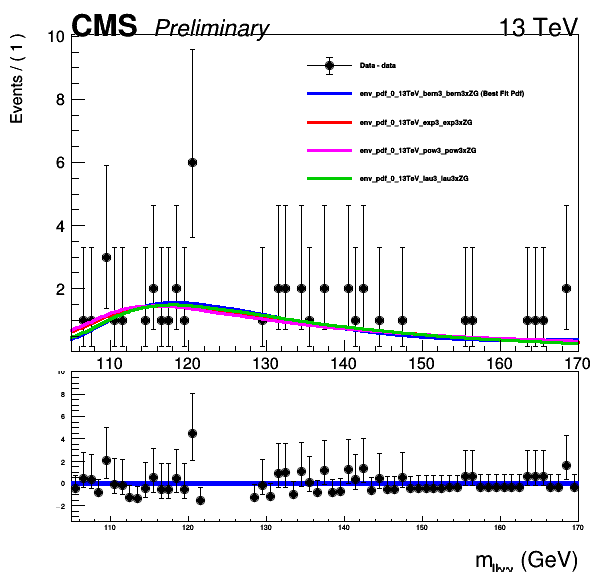 CMS Preliminary 13 TeV
Events / ( 1 )
10
8
6
4
2
Data - data
env_pdf_0_13TeV_bern3_bern3xZG (Best Fit Pdf)
env_pdf_0_13TeV_exp3_exp3xZG
env_pdf_0_13TeV_pow3_pow3xZG
env_pdf_0_13TeV_lau3_lau3xZG
110 120 130 140 150 160 170
10
8
6
4
2
0
−2
110 120 130 140 150 160 170
m_llγγ (GeV)